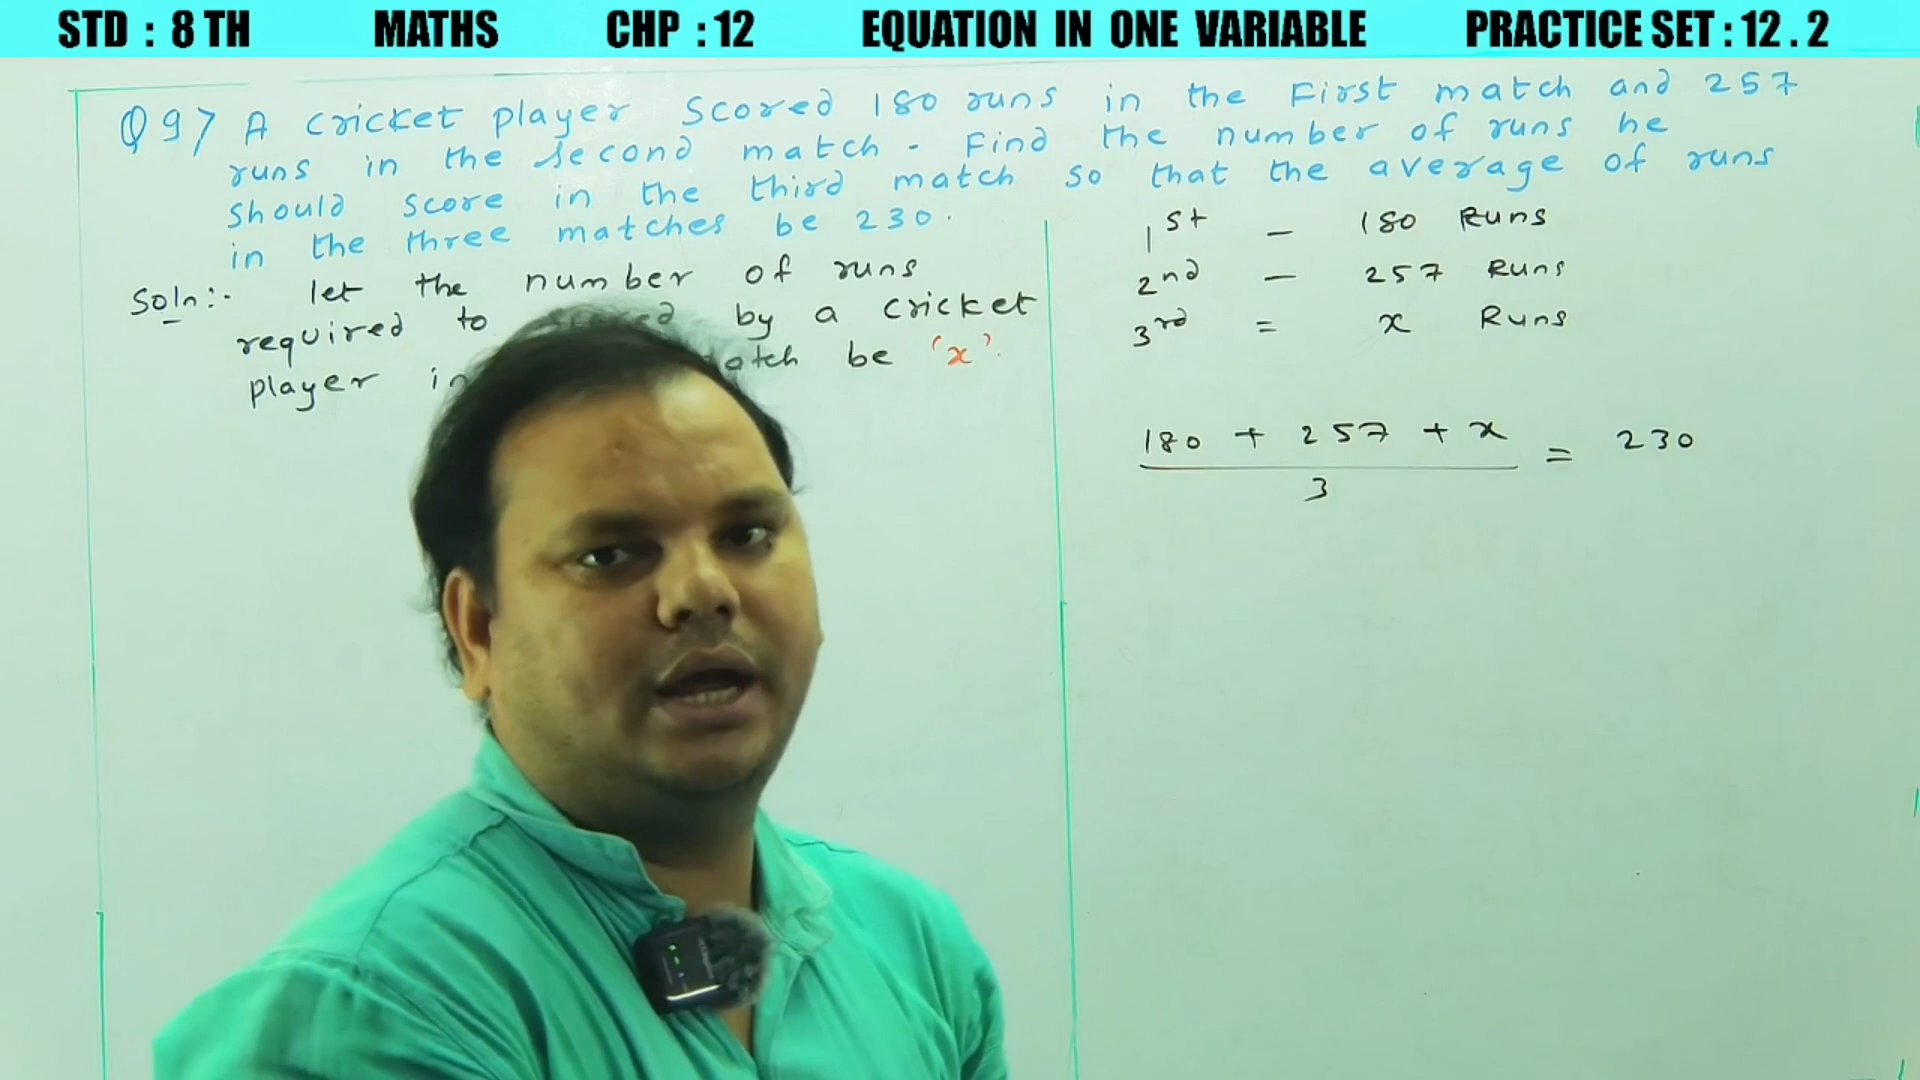 STD : 8 TH MATHS CHP : 12 EQUATION IN ONE VARIABLE PRACTICE SET : 12 . 2
Q 9> A cricket player scored 180 runs in the First match and 257
runs in the second match. Find the number of runs he
should score in the third match so that the average of runs
in the three matches be 230.
Soln:- let the number of runs
required to by a cricket
player in be 'x'.
1st - 180 Runs
2nd - 257 Runs
3rd = x Runs
180 + 257 + x = 230
3